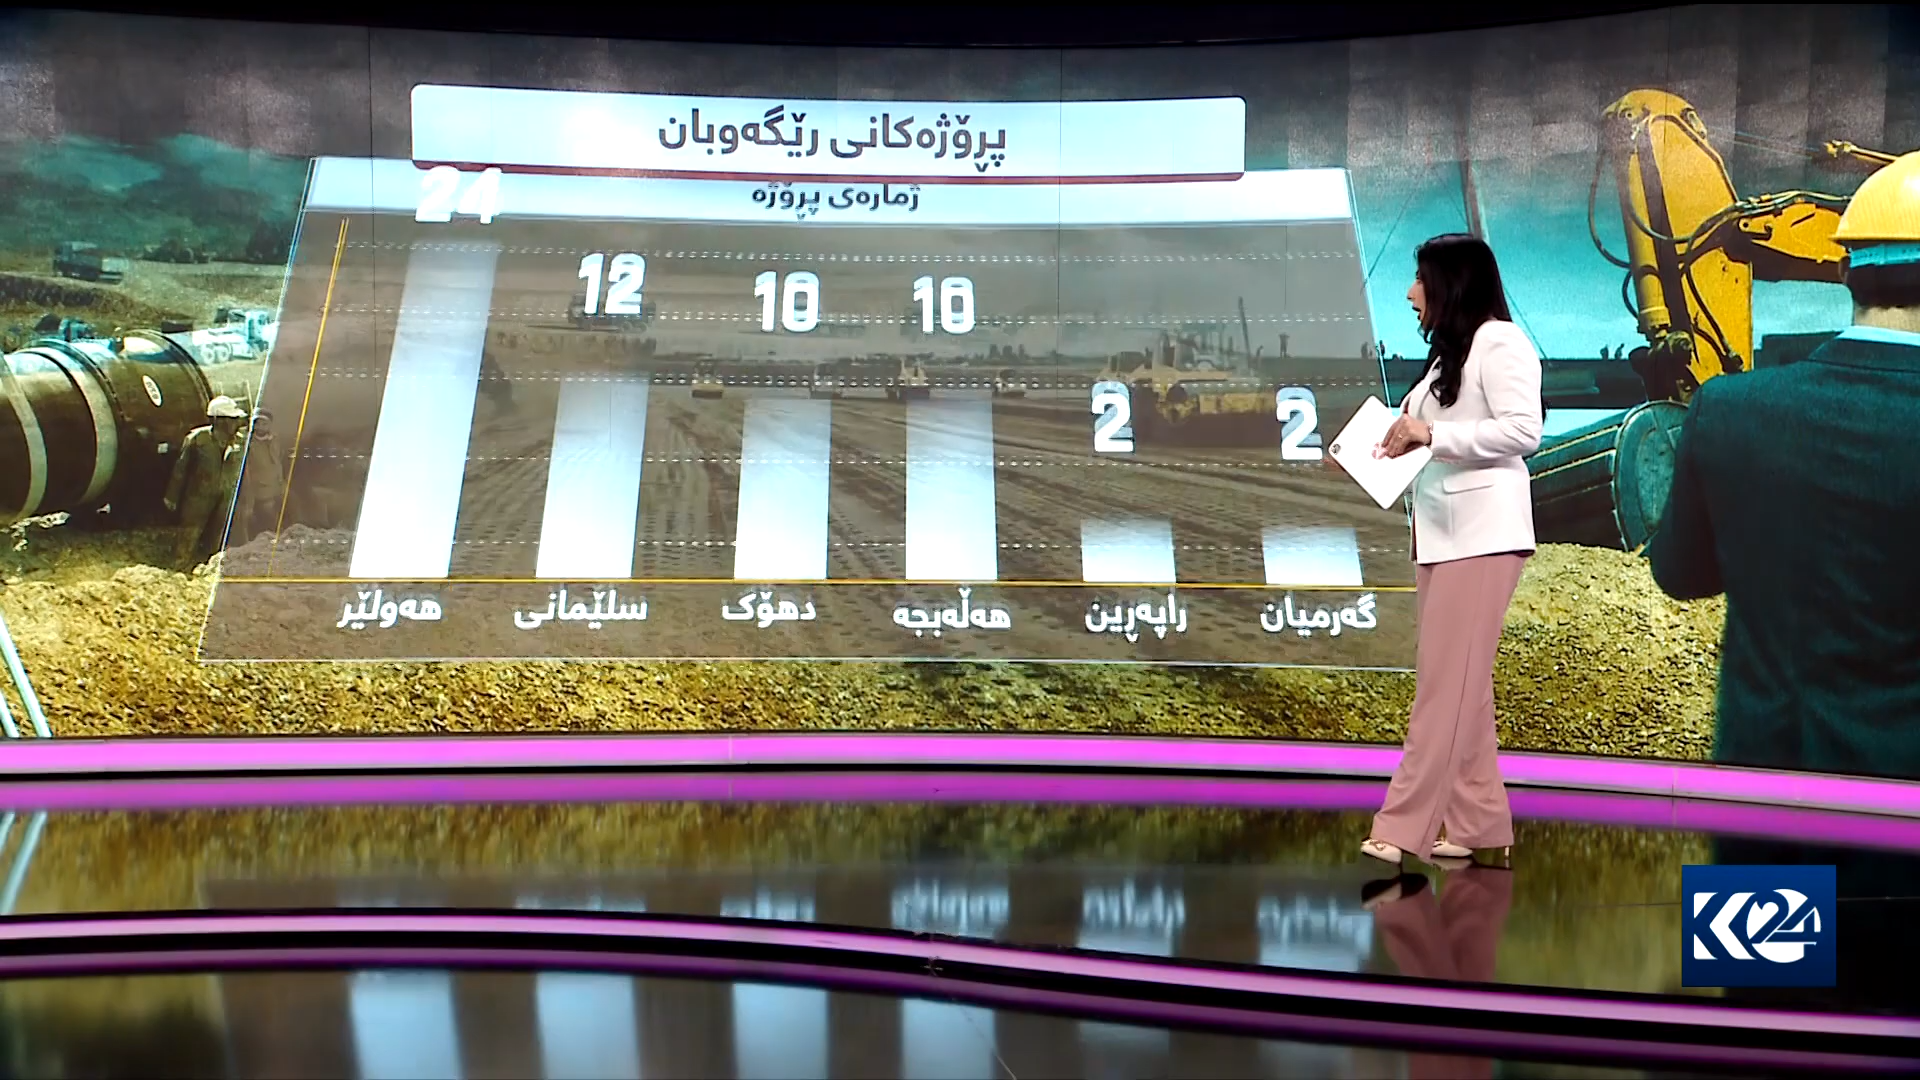 پڕۆژەکانی ڕێگەوبان
ژمارەی پڕۆژە
24
12
10
10
2
2
هەولێر
سلێمانی
دهۆک
هەڵەبجە
ڕاپەڕین
گەرمیان
K24